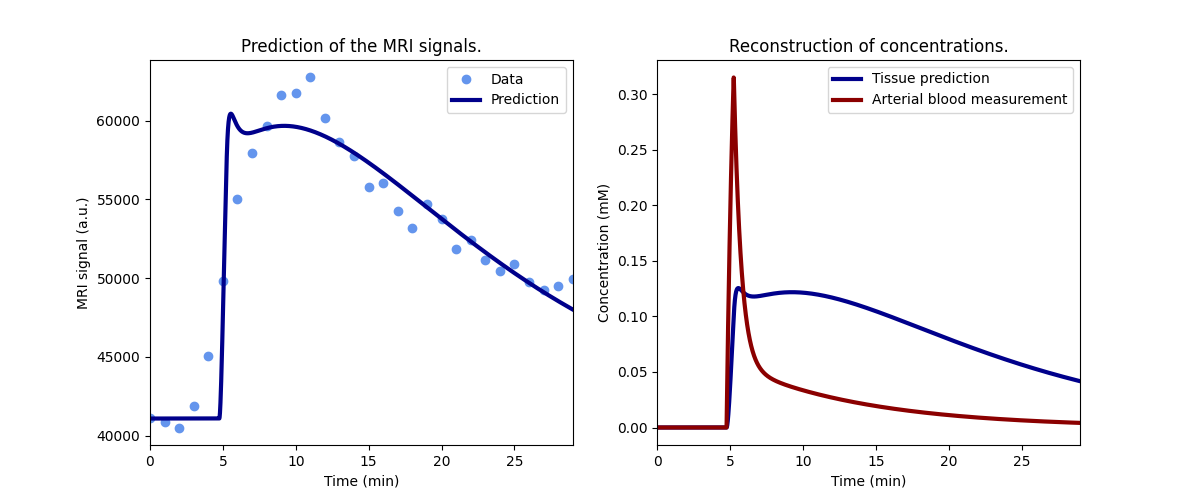 Prediction of the MRI signals.
Data
Prediction
60000
55000
50000
45000
40000
MRI signal (a.u.)
0
5
10
15
20
25
Time (min)
Reconstruction of concentrations.
Tissue prediction
Arterial blood measurement
0.30
0.25
0.20
0.15
0.10
0.05
0.00
Concentration (mM)
0
5
10
15
20
25
Time (min)